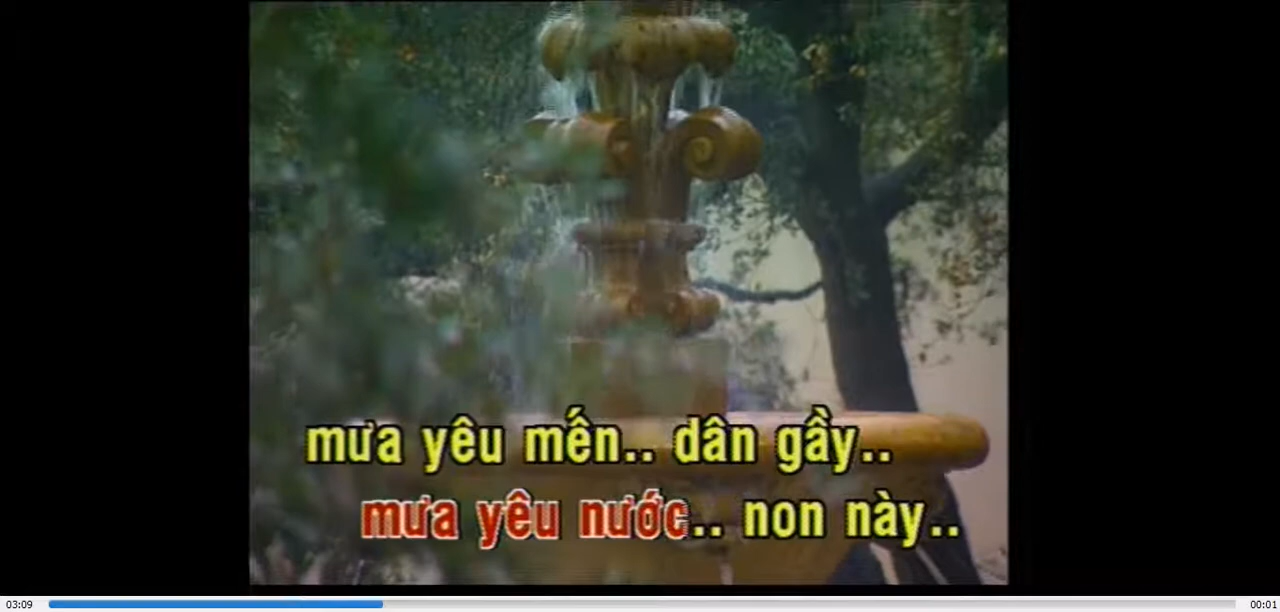 mưa yêu mến.. dân gầy..
mưa yêu nước.. non này..
03:09 00:01